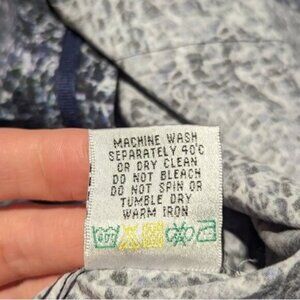 MACHINE WASH
SEPARATELY 40°C
OR DRY CLEAN
DO NOT BLEACH
DO NOT SPIN OR
TUMBLE DRY
WARM IRON